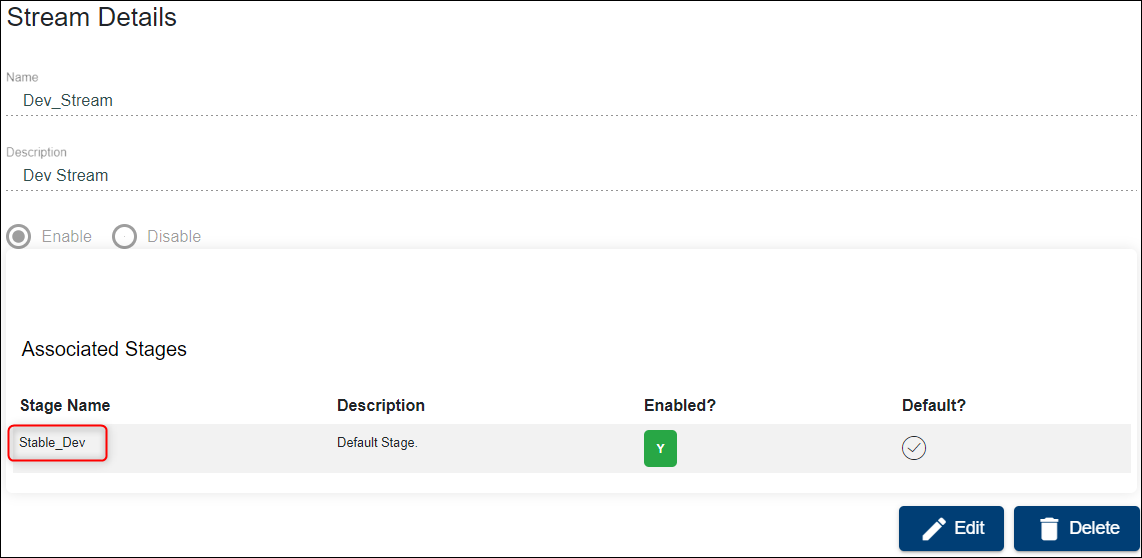 Stream Details
Name
Dev_Stream
Description
Dev Stream
Enable Disable
Associated Stages
Stage Name Description Enabled? Default?
Stable_Dev Default Stage. Y
Edit Delete